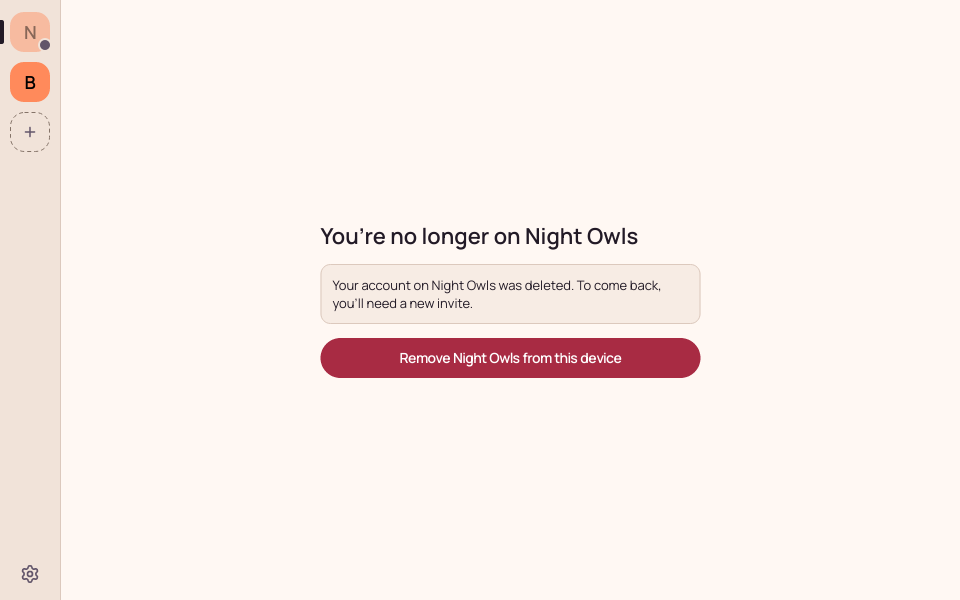 N
B
You’re no longer on Night Owls
Your account on Night Owls was deleted. To come back,
you’ll need a new invite.
Remove Night Owls from this device